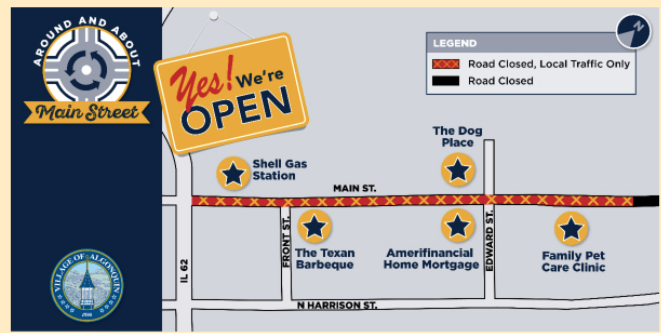 AROUND AND ABOUT
Main Street
Yes! We're
OPEN
N
LEGEND
Road Closed, Local Traffic Only
Road Closed
The Dog
Place
Shell Gas
Station
MAIN ST.
IL 62
FRONT ST.
The Texan
Barbeque
Amerifinancial
Home Mortgage
EDWARD ST.
Family Pet
Care Clinic
N HARRISON ST.
VILLAGE OF ALGONQUIN